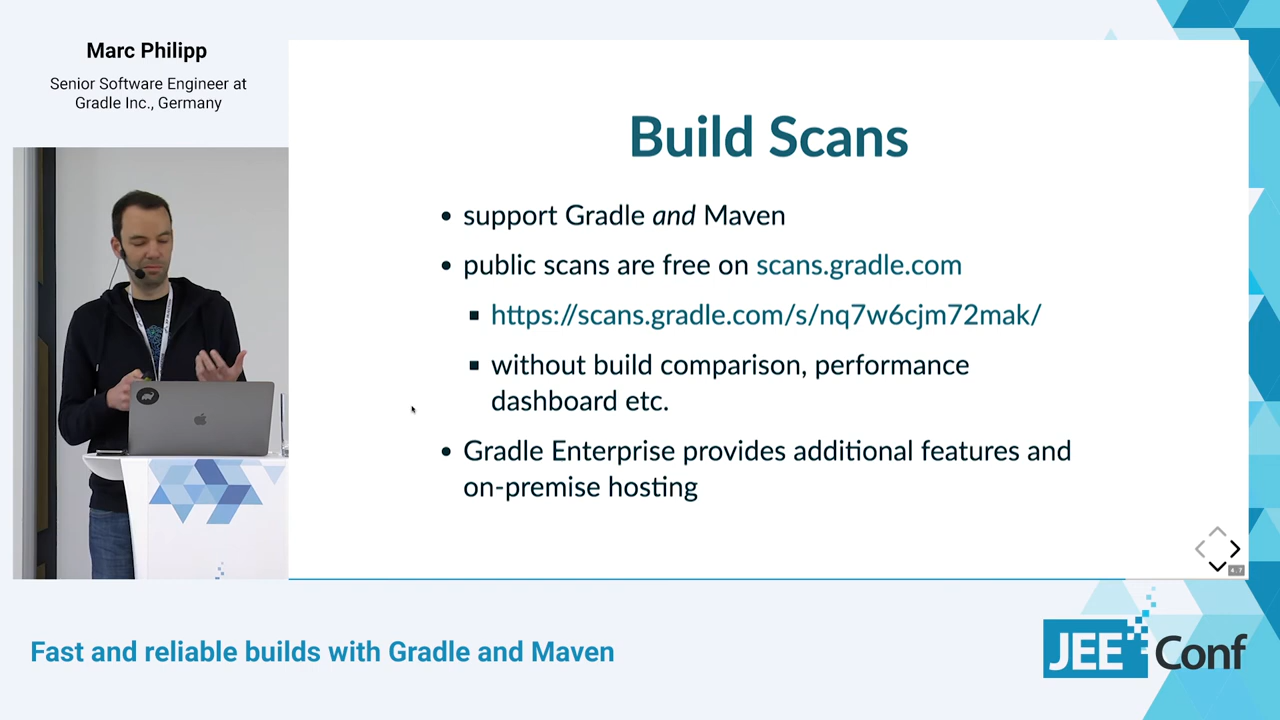 Marc Philipp
Senior Software Engineer at
Gradle Inc., Germany
Build Scans
• support Gradle and Maven
• public scans are free on scans.gradle.com
▪ https://scans.gradle.com/s/nq7w6cjm72mak/
▪ without build comparison, performance
dashboard etc.
• Gradle Enterprise provides additional features and
on-premise hosting
4.7
Fast and reliable builds with Gradle and Maven
JEE Conf